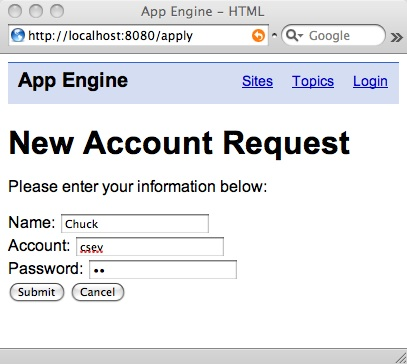 App Engine – HTML
http://localhost:8080/apply
Google
App Engine Sites Topics Login
New Account Request
Please enter your information below:
Name: Chuck
Account: csev
Password: ••
Submit Cancel